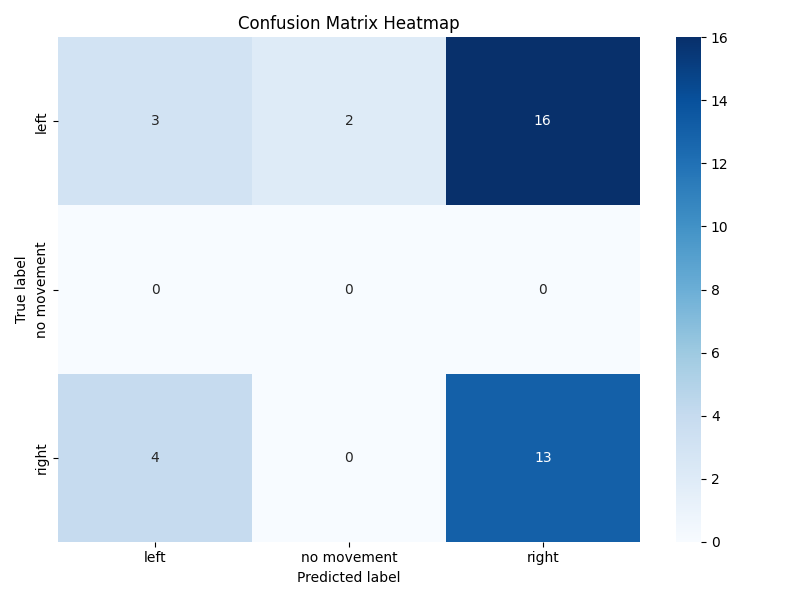 Confusion Matrix Heatmap
True label
left
3 2 16
no movement
0 0 0
right
4 0 13
left no movement right
Predicted label
16
14
12
10
8
6
4
2
0